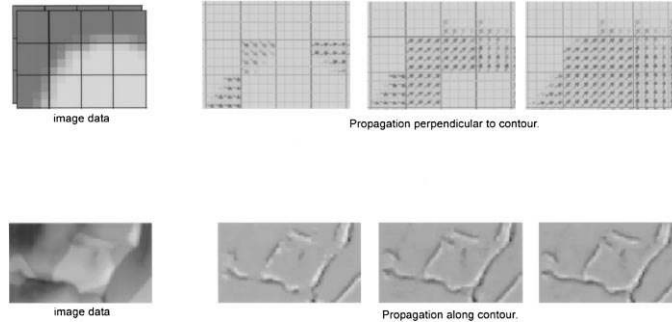 image data
Propagation perpendicular to contour.
image data
Propagation along contour.